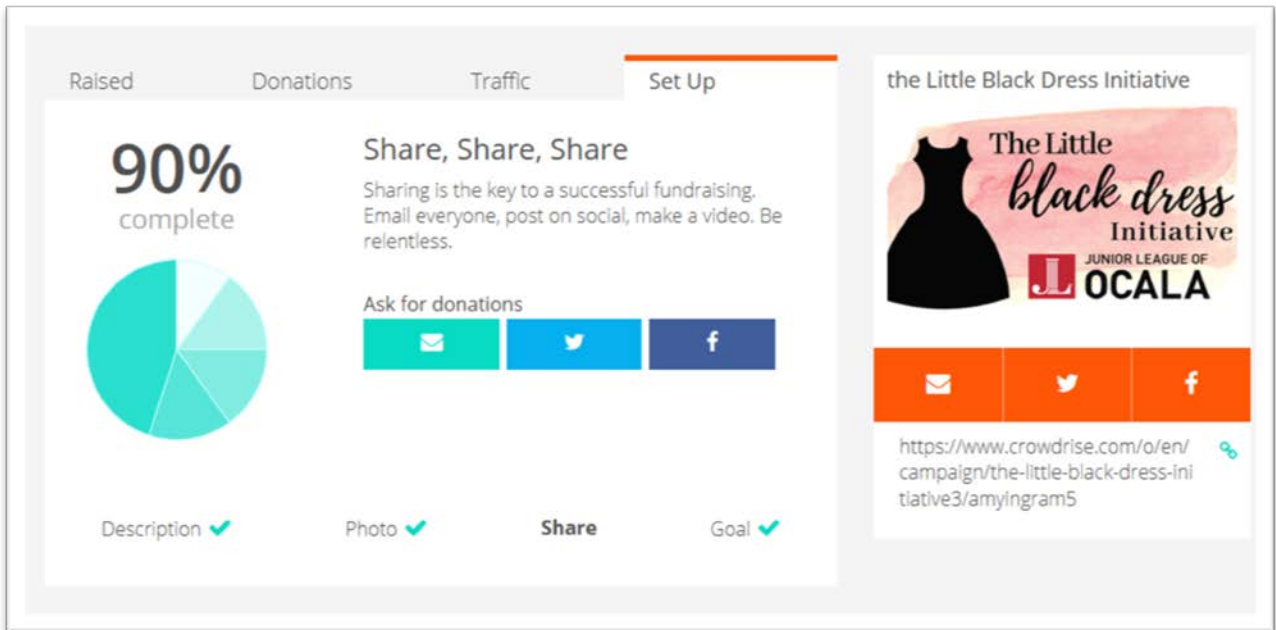 Raised
Donations
Traffic
Set Up
90%
complete
Share, Share, Share
Sharing is the key to a successful fundraising.
Email everyone, post on social, make a video. Be
relentless.
Ask for donations
Description
Photo
Share
Goal
the Little Black Dress Initiative
The Little
black dress
Initiative
JL
JUNIOR LEAGUE OF
OCALA
https://www.crowdrise.com/o/en/
campaign/the-little-black-dress-ini
tiative3/amyingram5